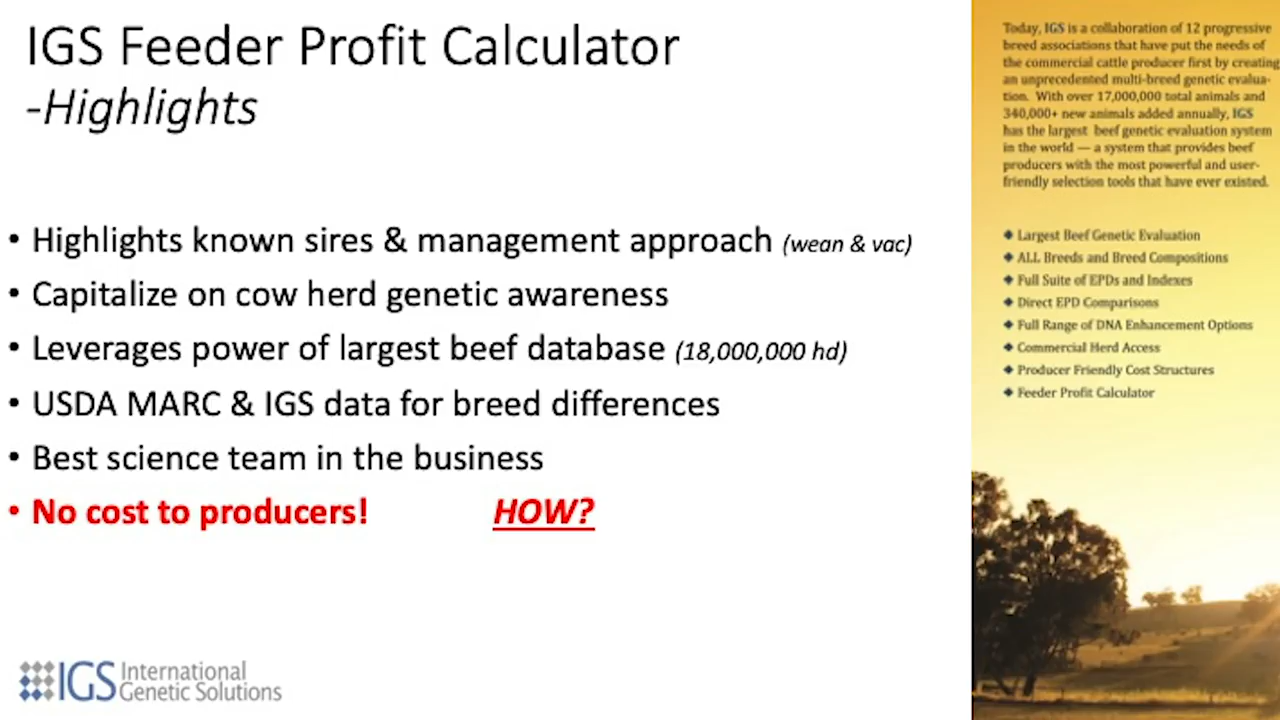 IGS Feeder Profit Calculator
-Highlights
• Highlights known sires & management approach (wean & vac)
• Capitalize on cow herd genetic awareness
• Leverages power of largest beef database (18,000,000 hd)
• USDA MARC & IGS data for breed differences
• Best science team in the business
• No cost to producers! HOW?
IGS International
Genetic Solutions
Today, IGS is a collaboration of 12 progressive
breed associations that have put the needs of
the commercial cattle producer first by creating
an unprecedented multi-breed genetic evalua-
tion. With over 17,000,000 total animals and
340,000+ new animals added annually, IGS
has the largest beef genetic evaluation system
in the world — a system that provides beef
producers with the most powerful and user-
friendly selection tools that have ever existed.
◆ Largest Beef Genetic Evaluation
◆ ALL Breeds and Breed Compositions
◆ Full Suite of EPDs and Indexes
◆ Direct EPD Comparisons
◆ Full Range of DNA Enhancement Options
◆ Commercial Herd Access
◆ Producer Friendly Cost Structures
◆ Feeder Profit Calculator